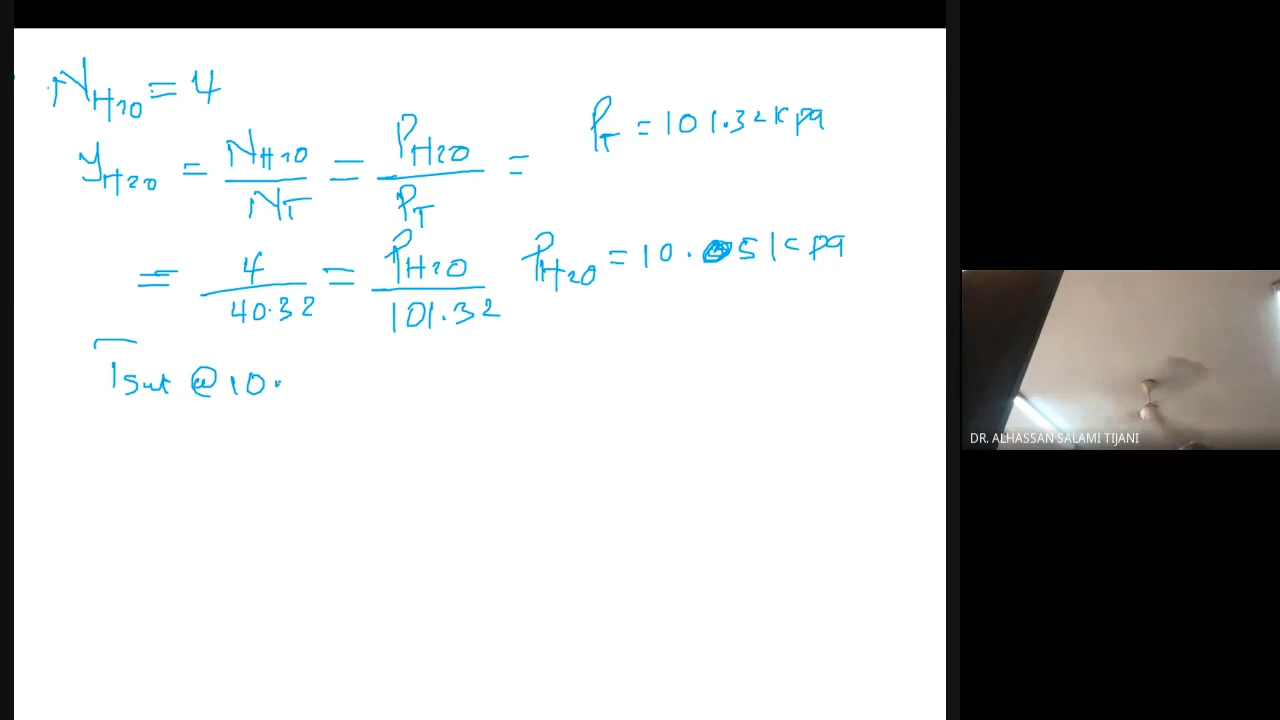 N_H2O = 4
P_T = 101.32 kpa
y_H2O = N_H2O / N_T = P_H2O / P_T =
= 4 / 40.32 = P_H2O / 101.32
P_H2O = 10.05 kpa
Tsat @ 10.
DR. ALHASSAN SALAMI TIJANI